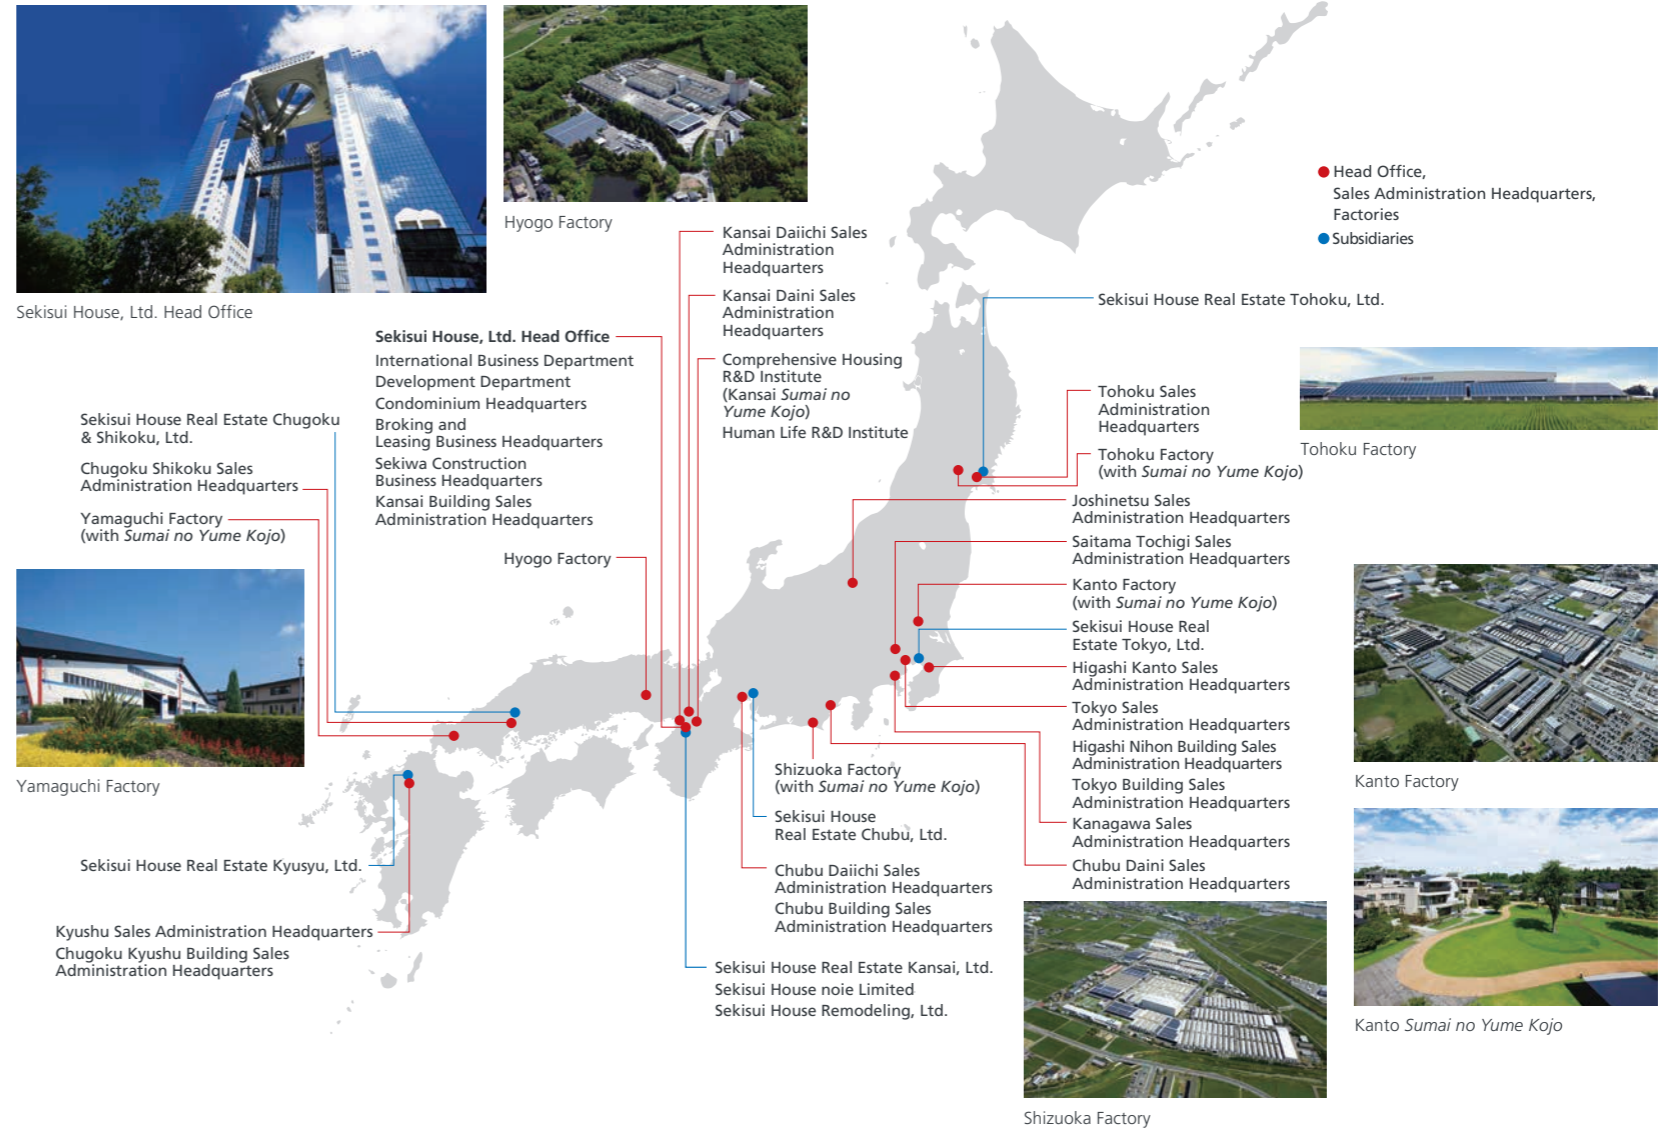 Sekisui House, Ltd. Head Office
Hyogo Factory
Head Office,
Sales Administration Headquarters,
Factories
Subsidiaries
Kansai Daiichi Sales
Administration
Headquarters
Kansai Daini Sales
Administration
Headquarters
Comprehensive Housing
R&D Institute
(Kansai Sumai no
Yume Kojo)
Human Life R&D Institute
Sekisui House, Ltd. Head Office
International Business Department
Development Department
Condominium Headquarters
Broking and
Leasing Business Headquarters
Sekiwa Construction
Business Headquarters
Kansai Building Sales
Administration Headquarters
Hyogo Factory
Sekisui House Real Estate Chugoku
& Shikoku, Ltd.
Chugoku Shikoku Sales
Administration Headquarters
Yamaguchi Factory
(with Sumai no Yume Kojo)
Yamaguchi Factory
Sekisui House Real Estate Kyusyu, Ltd.
Kyushu Sales Administration Headquarters
Chugoku Kyushu Building Sales
Administration Headquarters
Sekisui House Real Estate Tohoku, Ltd.
Tohoku Sales
Administration
Headquarters
Tohoku Factory
(with Sumai no Yume Kojo)
Tohoku Factory
Joshinetsu Sales
Administration Headquarters
Saitama Tochigi Sales
Administration Headquarters
Kanto Factory
(with Sumai no Yume Kojo)
Sekisui House Real
Estate Tokyo, Ltd.
Higashi Kanto Sales
Administration Headquarters
Tokyo Sales
Administration Headquarters
Higashi Nihon Building Sales
Administration Headquarters
Tokyo Building Sales
Administration Headquarters
Kanagawa Sales
Administration Headquarters
Chubu Daini Sales
Administration Headquarters
Shizuoka Factory
(with Sumai no Yume Kojo)
Sekisui House
Real Estate Chubu, Ltd.
Chubu Daiichi Sales
Administration Headquarters
Chubu Building Sales
Administration Headquarters
Sekisui House Real Estate Kansai, Ltd.
Sekisui House noie Limited
Sekisui House Remodeling, Ltd.
Kanto Factory
Kanto Sumai no Yume Kojo
Shizuoka Factory